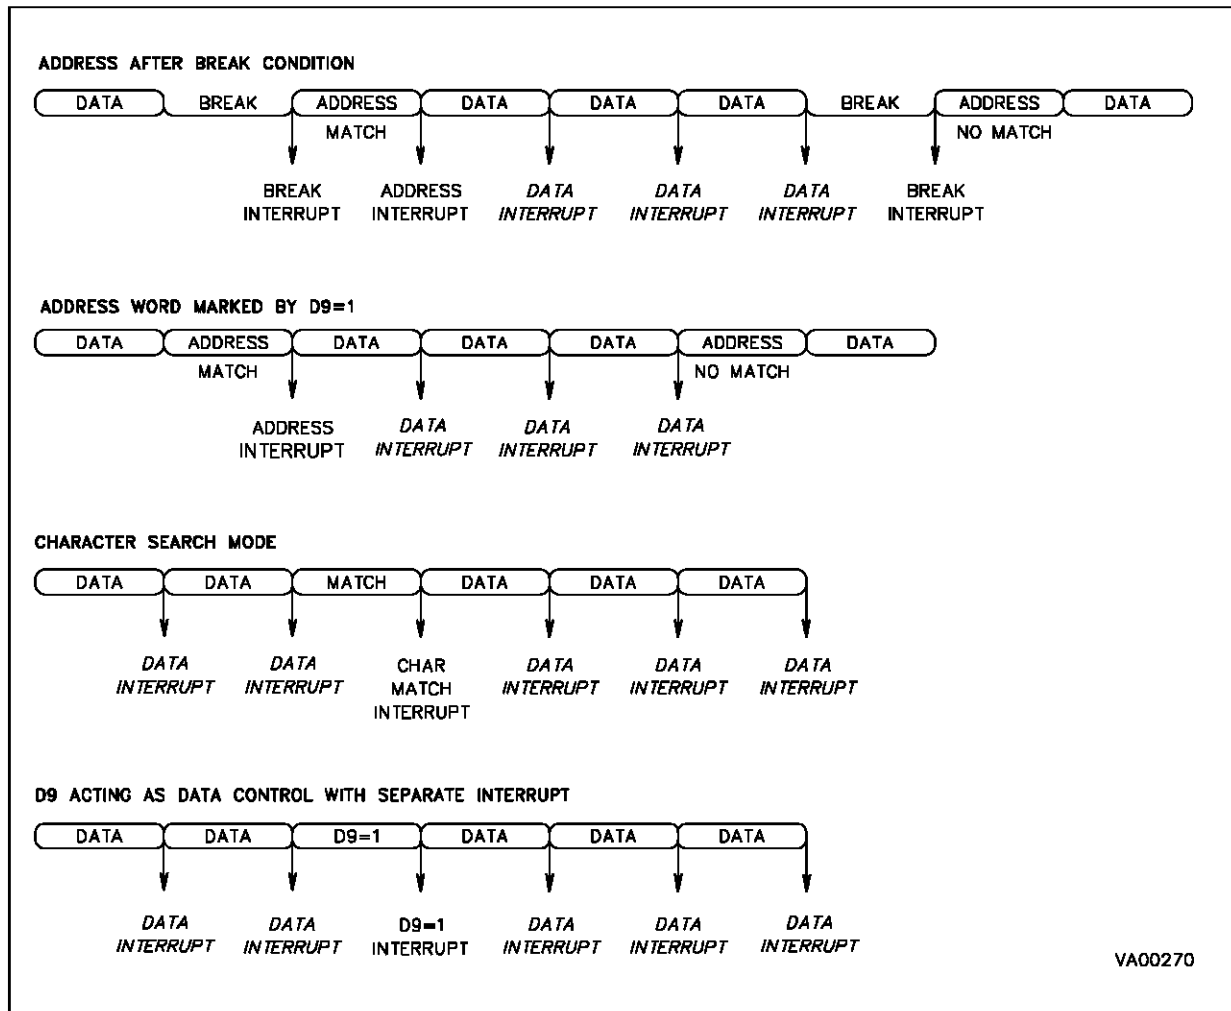 ADDRESS AFTER BREAK CONDITION
DATA BREAK ADDRESS DATA DATA DATA BREAK ADDRESS DATA
MATCH NO MATCH
BREAK ADDRESS DATA DATA DATA BREAK
INTERRUPT INTERRUPT INTERRUPT INTERRUPT INTERRUPT INTERRUPT
ADDRESS WORD MARKED BY D9=1
DATA ADDRESS DATA DATA DATA ADDRESS DATA
MATCH NO MATCH
ADDRESS DATA DATA DATA
INTERRUPT INTERRUPT INTERRUPT INTERRUPT
CHARACTER SEARCH MODE
DATA DATA MATCH DATA DATA DATA
DATA DATA CHAR DATA DATA DATA
INTERRUPT INTERRUPT MATCH INTERRUPT INTERRUPT INTERRUPT
INTERRUPT
D9 ACTING AS DATA CONTROL WITH SEPARATE INTERRUPT
DATA DATA D9=1 DATA DATA DATA
DATA DATA D9=1 DATA DATA DATA
INTERRUPT INTERRUPT INTERRUPT INTERRUPT INTERRUPT INTERRUPT
VA00270